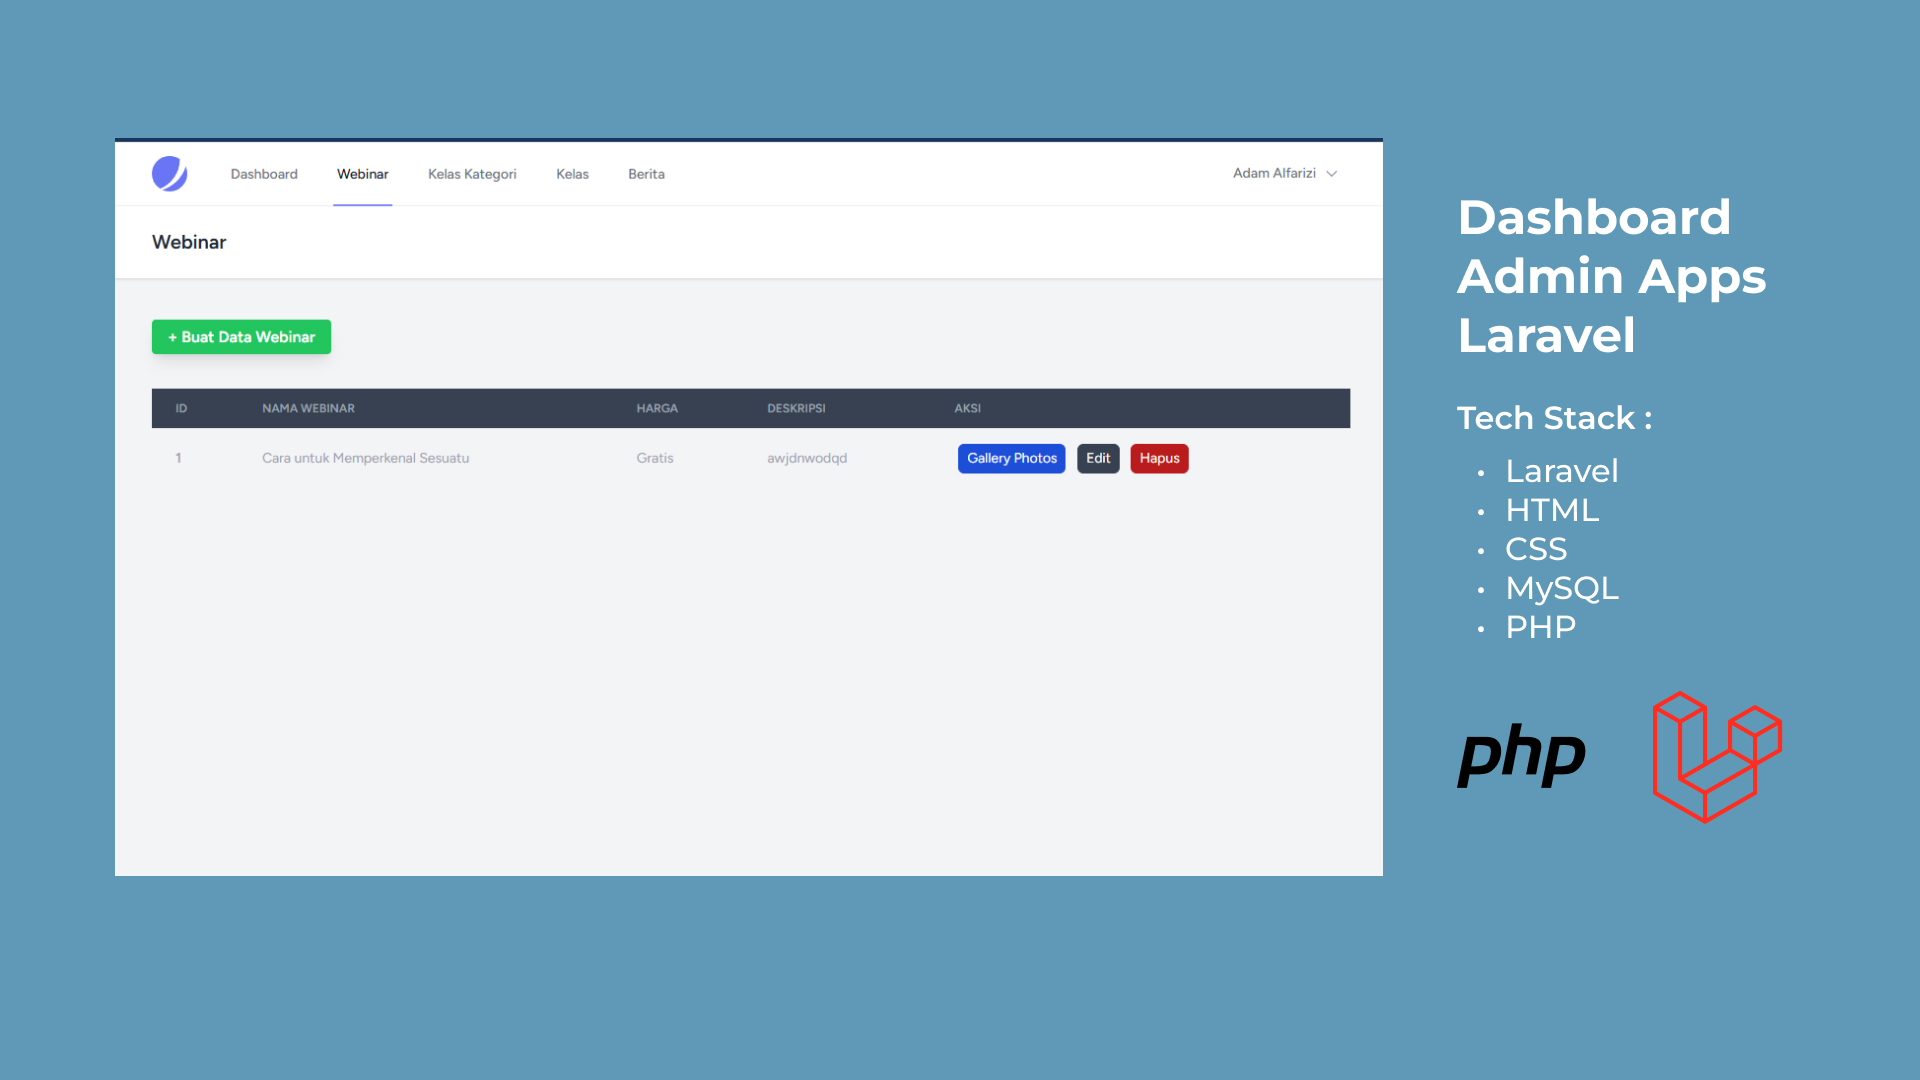 Dashboard Webinar Kelas Kategori Kelas Berita Adam Alfarizi
Webinar
+ Buat Data Webinar
ID NAMA WEBINAR HARGA DESKRIPSI AKSI
1 Cara untuk Memperkenal Sesuatu Gratis awjdnwodqd Gallery Photos Edit Hapus
Dashboard
Admin Apps
Laravel
Tech Stack :
• Laravel
• HTML
• CSS
• MySQL
• PHP
php